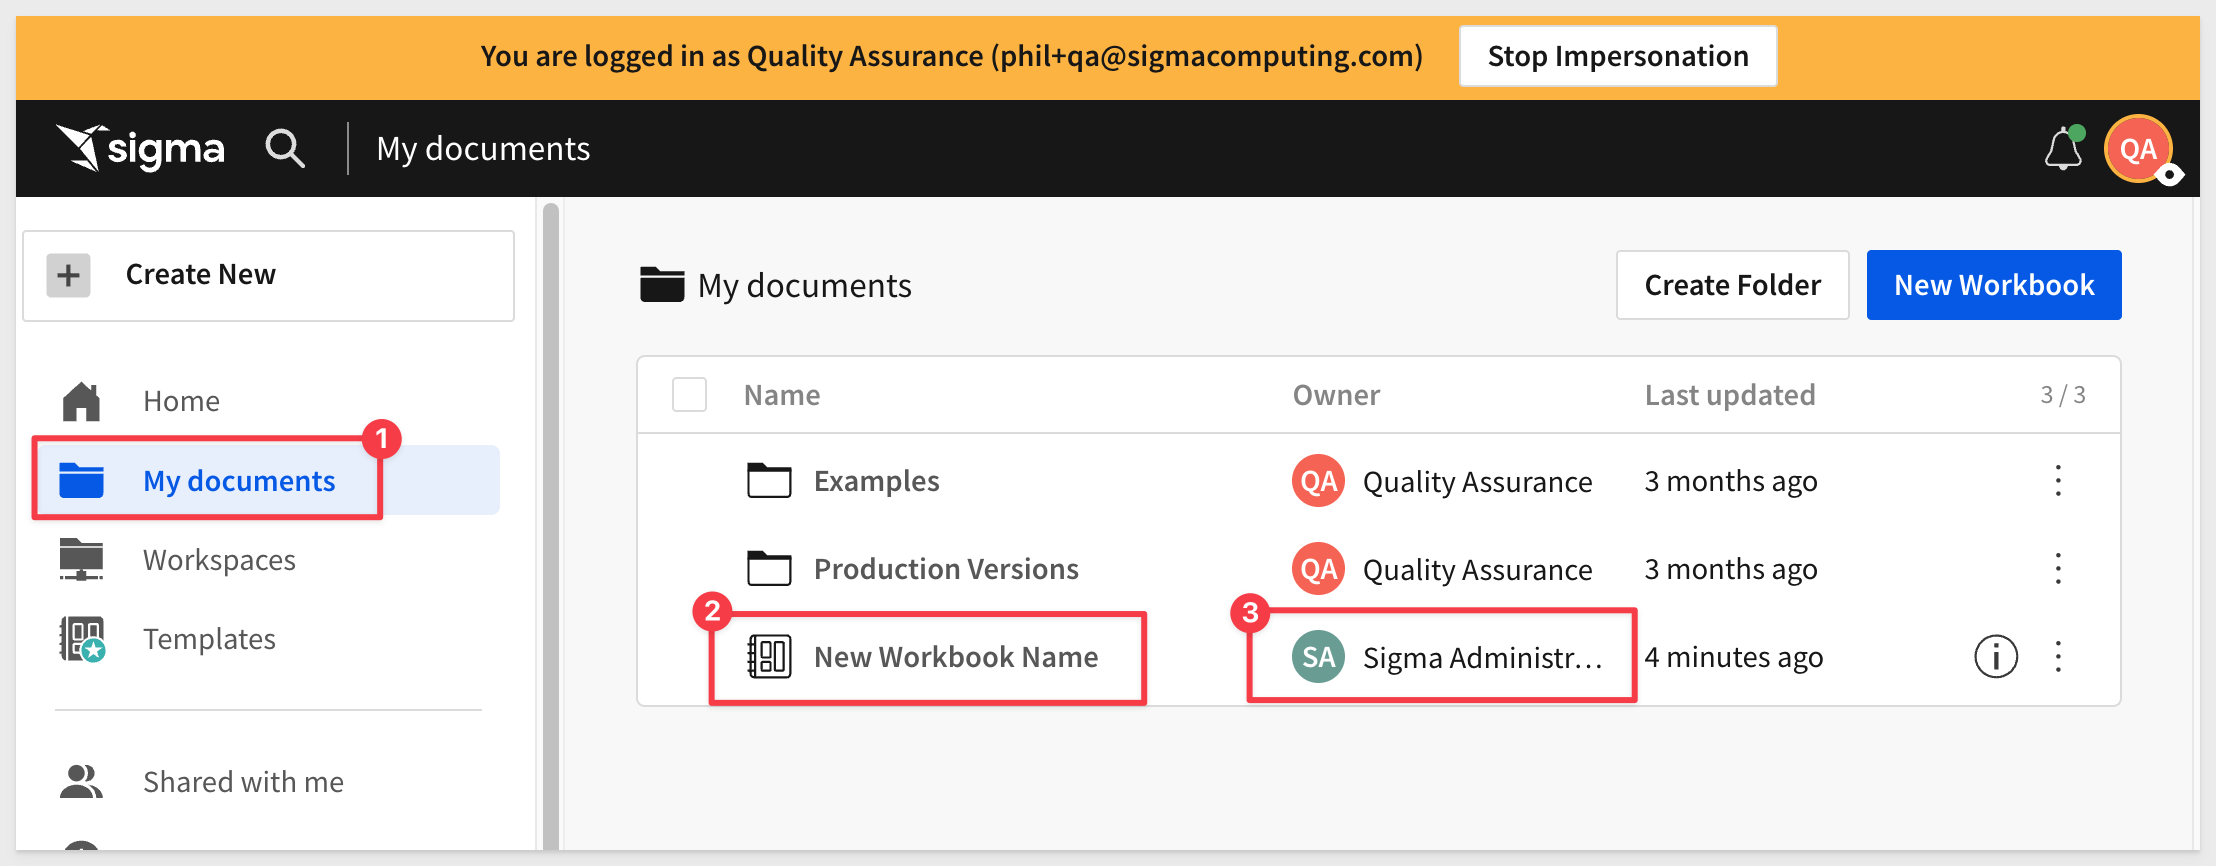 You are logged in as Quality Assurance (phil+qa@sigmacomputing.com)
Stop Impersonation
sigma
My documents
QA
Create New
Home
1
My documents
Workspaces
Templates
Shared with me
My documents
Create Folder
New Workbook
Name Owner Last updated 3 / 3
Examples QA Quality Assurance 3 months ago
Production Versions QA Quality Assurance 3 months ago
2
3
New Workbook Name SA Sigma Administr... 4 minutes ago